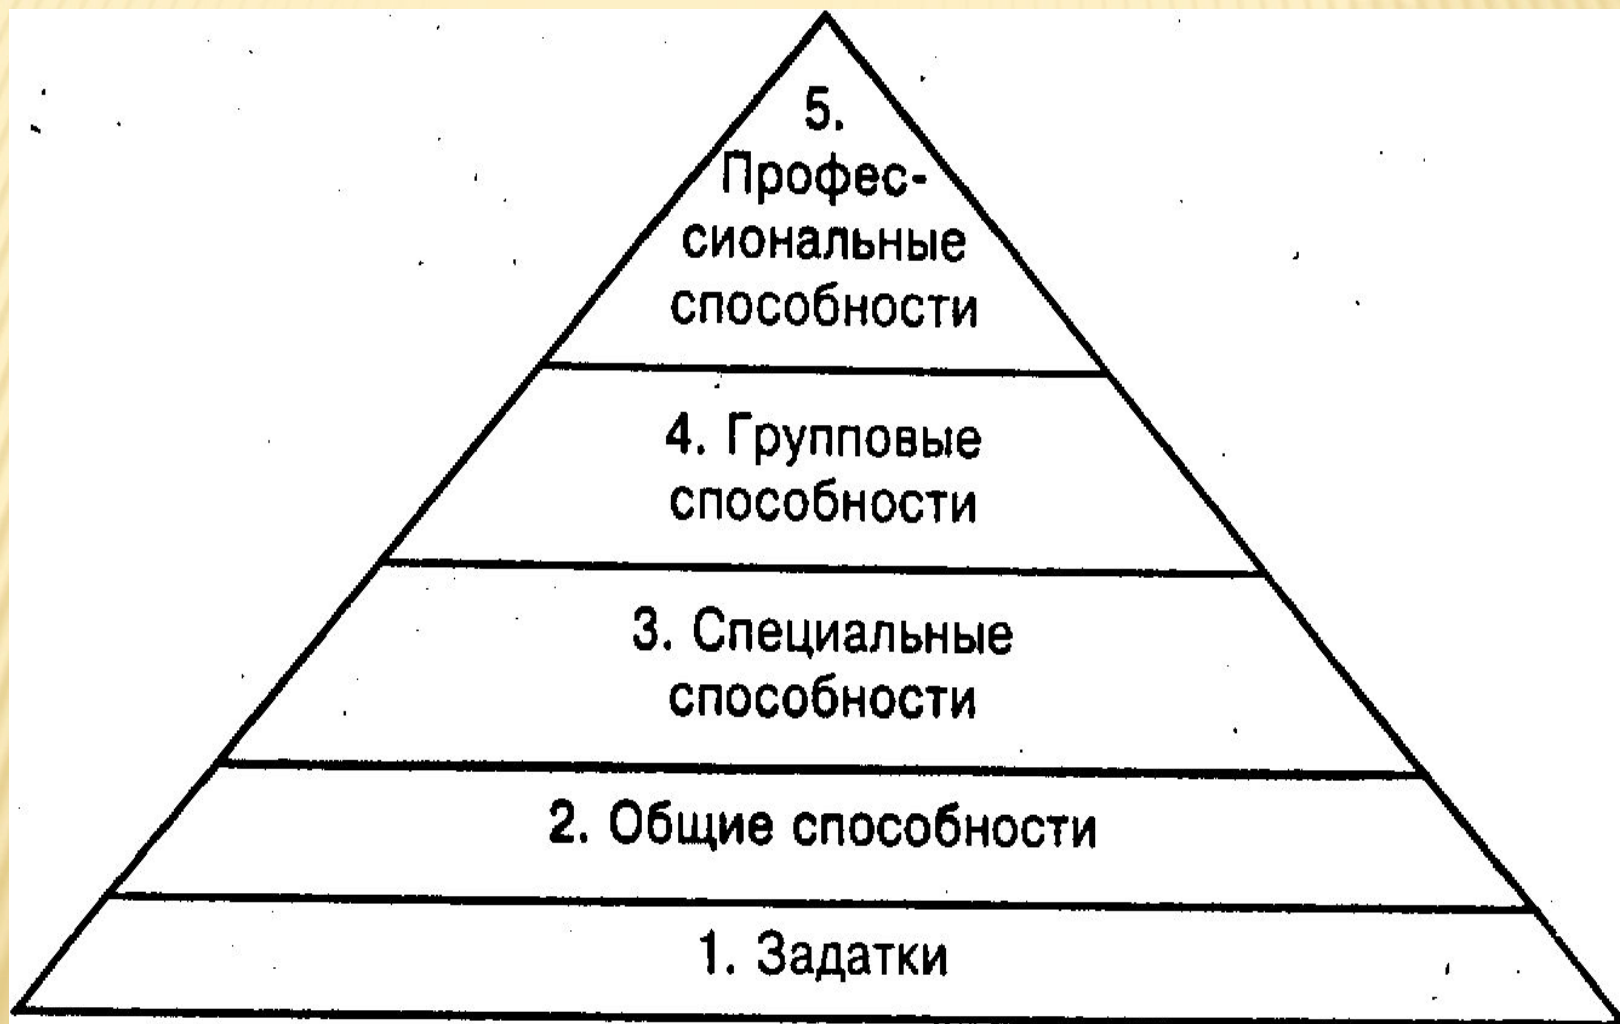 5.
Профес-
сиональные
способности
4. Групповые
способности
3. Специальные
способности
2. Общие способности
1. Задатки